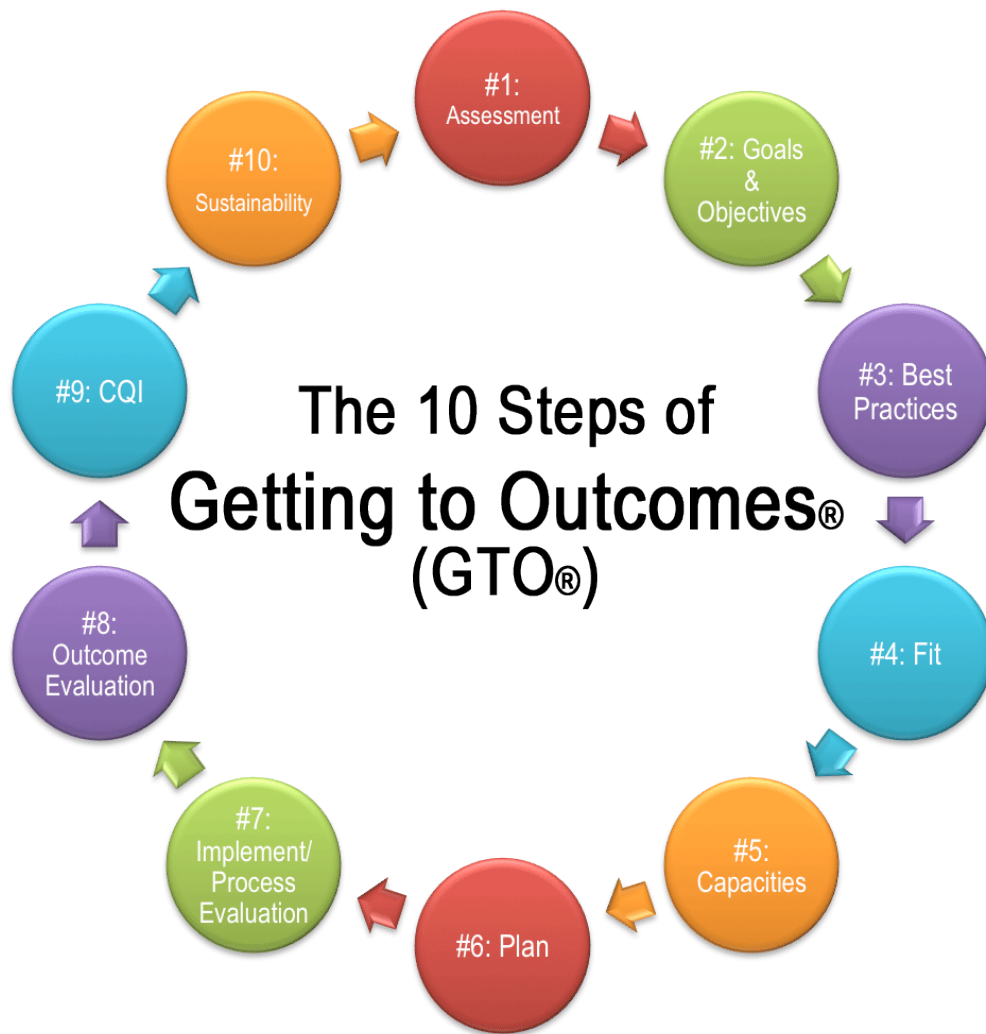 #1:
Assessment
#2: Goals
&
Objectives
#3: Best
Practices
#4: Fit
#5:
Capacities
#6: Plan
#7:
Implement/
Process
Evaluation
#8:
Outcome
Evaluation
#9: CQI
#10:
Sustainability
The 10 Steps of
Getting to Outcomes®
(GTO®)